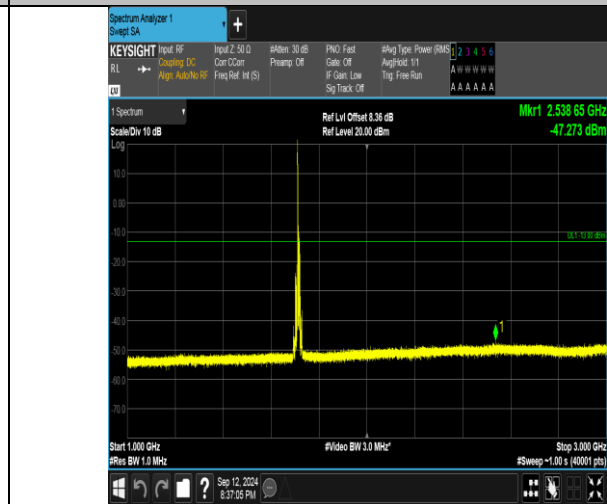 Spectrum Analyzer 1
Swept SA
+
KEYSIGHT Input: RF Input Z: 50 Ω #Atten: 30 dB PNO: Fast #Avg Type: Power (RMS 1 2 3 4 5 6
RL Coupling: DC Corr CCorr Preamp: Off Gate: Off Avg|Hold: 1/1 A W W W W W
Align: Auto/No RF Freq Ref: Int (S) IF Gain: Low Trig: Free Run
Sig Track: Off A A A A A A
1 Spectrum Ref Lvl Offset 8.36 dB Mkr1 2.538 65 GHz
Scale/Div 10 dB Ref Level 20.00 dBm -47.273 dBm
Log
10.0
0.00
-10.0
DL1 -13.00 dBm
-20.0
-30.0
-40.0
1
-50.0
-60.0
-70.0
Start 1.000 GHz #Video BW 3.0 MHz* Stop 3.000 GHz
#Res BW 1.0 MHz #Sweep ~1.00 s (40001 pts)
? Sep 12, 2024
8:37:05 PM